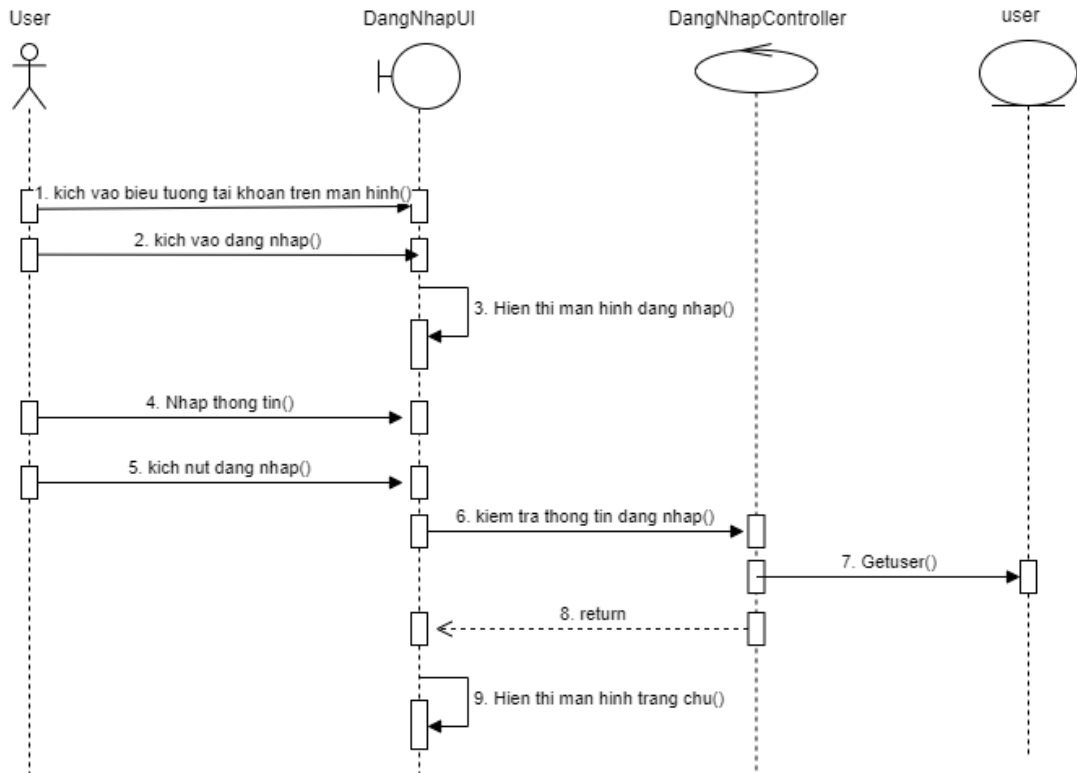 User
DangNhapUI
DangNhapController
user
1. kich vao bieu tuong tai khoan tren man hinh()
2. kich vao dang nhap()
3. Hien thi man hinh dang nhap()
4. Nhap thong tin()
5. kich nut dang nhap()
6. kiem tra thong tin dang nhap()
7. Getuser()
8. return
9. Hien thi man hinh trang chu()